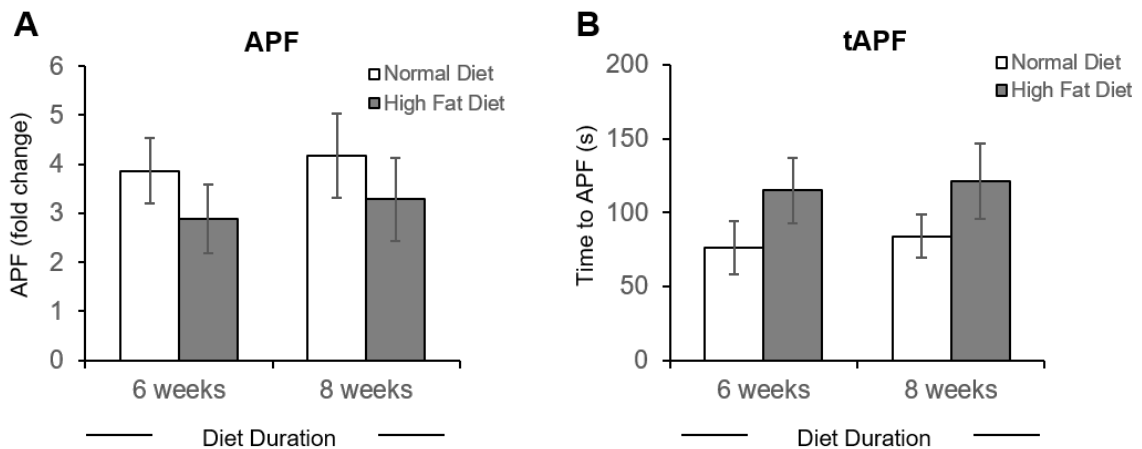 A
APF
6
5
4
3
2
1
0
APF (fold change)
Normal Diet
High Fat Diet
6 weeks
8 weeks
Diet Duration
B
tAPF
200
150
100
50
0
Time to APF (s)
Normal Diet
High Fat Diet
6 weeks
8 weeks
Diet Duration